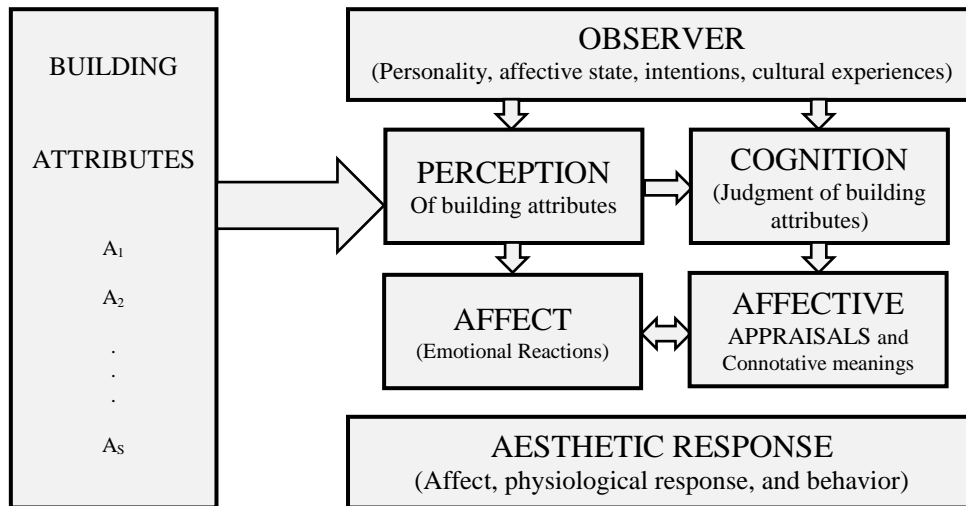 BUILDING
ATTRIBUTES
A₁
A₂
.
.
.
Aₛ
OBSERVER
(Personality, affective state, intentions, cultural experiences)
PERCEPTION
Of building attributes
COGNITION
(Judgment of building
attributes)
AFFECT
(Emotional Reactions)
AFFECTIVE
APPRAISALS and
Connotative meanings
AESTHETIC RESPONSE
(Affect, physiological response, and behavior)